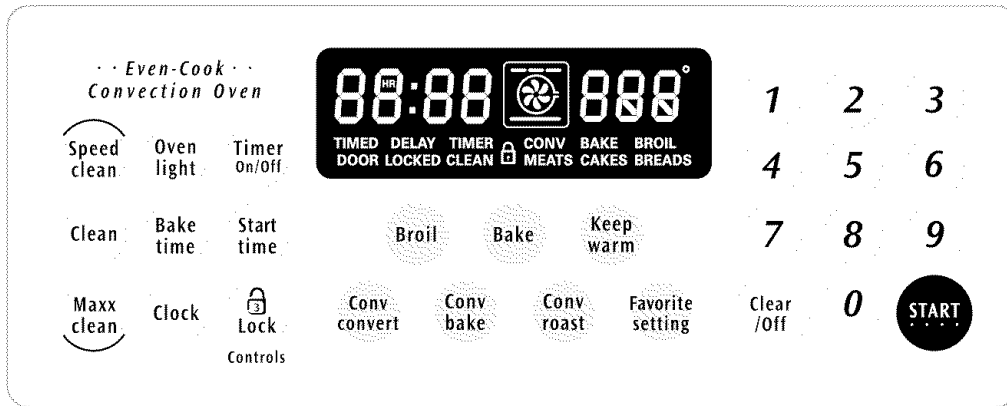 · · Even-Cook · ·
Convection Oven
Speed
clean
Oven
light
Timer
On/Off
Clean
Bake
time
Start
time
Maxx
clean
Clock
3
Lock
Controls
88:88
HR
888°
TIMED DELAY TIMER CONV BAKE BROIL
DOOR LOCKED CLEAN MEATS CAKES BREADS
Broil
Bake
Keep
warm
Conv
convert
Conv
bake
Conv
roast
Favorite
setting
1 2 3
4 5 6
7 8 9
Clear
/Off
0
START